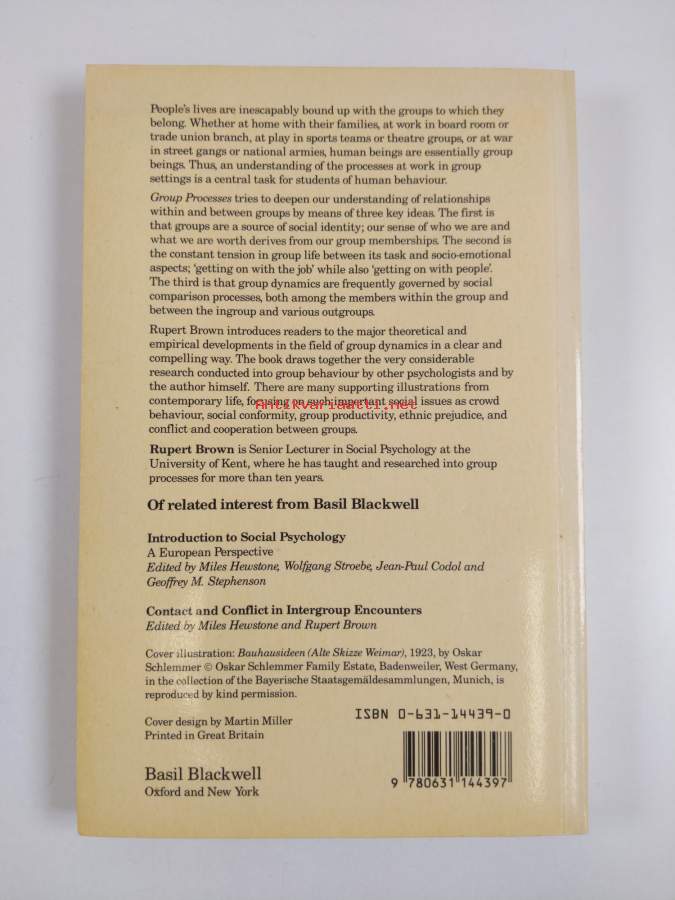 People's lives are inescapably bound up with the groups to which they
belong. Whether at home with their families, at work in board room or
trade union branch, at play in sports teams or theatre groups, or at war
in street gangs or national armies, human beings are essentially group
beings. Thus, an understanding of the processes at work in group
settings is a central task for students of human behaviour.
Group Processes tries to deepen our understanding of relationships
within and between groups by means of three key ideas. The first is
that groups are a source of social identity; our sense of who we are and
what we are worth derives from our group memberships. The second is
the constant tension in group life between its task and socio-emotional
aspects; 'getting on with the job' while also 'getting on with people'.
The third is that group dynamics are frequently governed by social
comparison processes, both among the members within the group and
between the ingroup and various outgroups.
Rupert Brown introduces readers to the major theoretical and
empirical developments in the field of group dynamics in a clear and
compelling way. The book draws together the very considerable
research conducted into group behaviour by other psychologists and by
the author himself. There are many supporting illustrations from
contemporary life, focusing on such important social issues as crowd
Antikvariaatti.net
behaviour, social conformity, group productivity, ethnic prejudice, and
conflict and cooperation between groups.
Rupert Brown is Senior Lecturer in Social Psychology at the
University of Kent, where he has taught and researched into group
processes for more than ten years.
Of related interest from Basil Blackwell
Introduction to Social Psychology
A European Perspective
Edited by Miles Hewstone, Wolfgang Stroebe, Jean-Paul Codol and
Geoffrey M. Stephenson
Contact and Conflict in Intergroup Encounters
Edited by Miles Hewstone and Rupert Brown
Cover illustration: Bauhausideen (Alte Skizze Weimar), 1923, by Oskar
Schlemmer © Oskar Schlemmer Family Estate, Badenweiler, West Germany,
in the collection of the Bayerische Staatsgemäldesammlungen, Munich, is
reproduced by kind permission.
Cover design by Martin Miller
Printed in Great Britain
Basil Blackwell
Oxford and New York
ISBN 0-631-14439-0
9 780631 144397